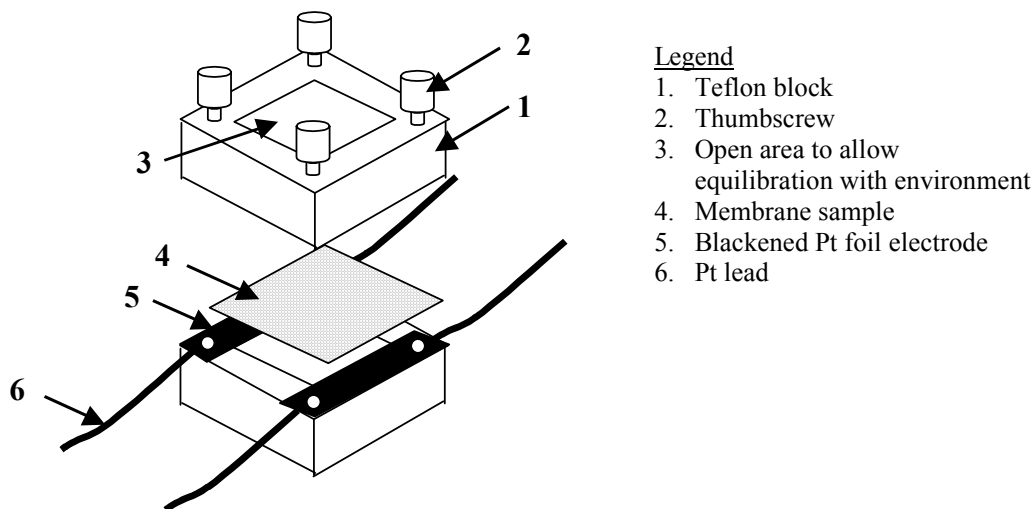 2
1
3
4
5
6
Legend
1. Teflon block
2. Thumbscrew
3. Open area to allow
equilibration with environment
4. Membrane sample
5. Blackened Pt foil electrode
6. Pt lead